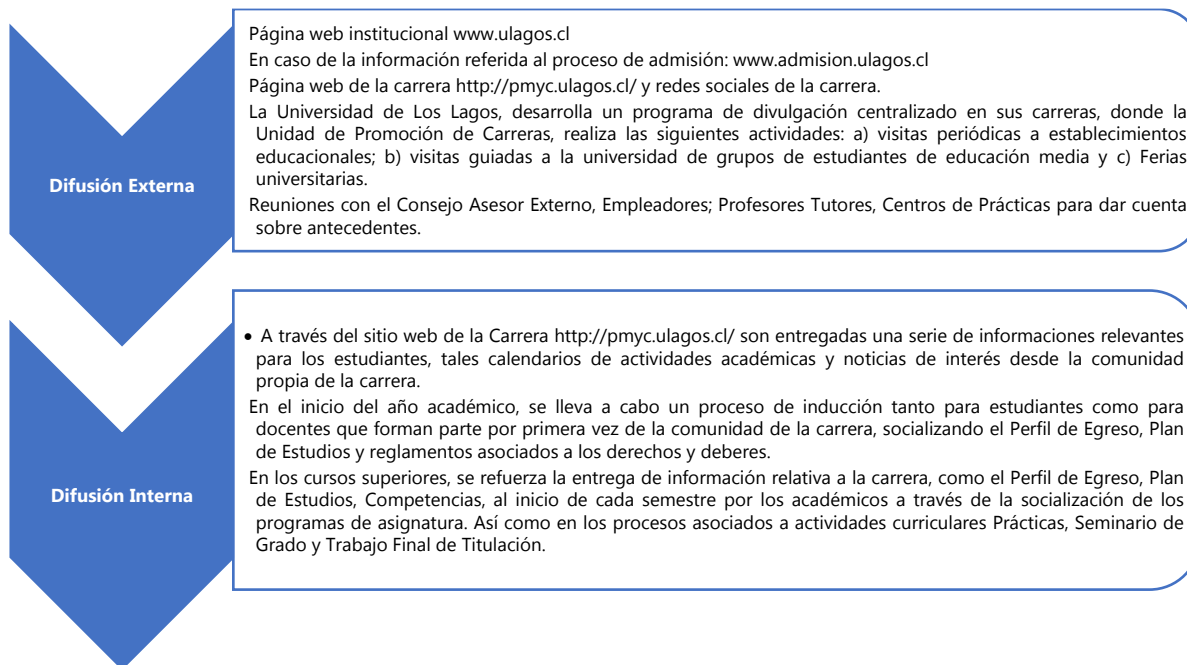 Difusión Externa
Página web institucional www.ulagos.cl
En caso de la información referida al proceso de admisión: www.admision.ulagos.cl
Página web de la carrera http://pmyc.ulagos.cl/ y redes sociales de la carrera.
La Universidad de Los Lagos, desarrolla un programa de divulgación centralizado en sus carreras, donde la
Unidad de Promoción de Carreras, realiza las siguientes actividades: a) visitas periódicas a establecimientos
educacionales; b) visitas guiadas a la universidad de grupos de estudiantes de educación media y c) Ferias
universitarias.
Reuniones con el Consejo Asesor Externo, Empleadores; Profesores Tutores, Centros de Prácticas para dar cuenta
sobre antecedentes.
Difusión Interna
• A través del sitio web de la Carrera http://pmyc.ulagos.cl/ son entregadas una serie de informaciones relevantes
para los estudiantes, tales calendarios de actividades académicas y noticias de interés desde la comunidad
propia de la carrera.
En el inicio del año académico, se lleva a cabo un proceso de inducción tanto para estudiantes como para
docentes que forman parte por primera vez de la comunidad de la carrera, socializando el Perfil de Egreso, Plan
de Estudios y reglamentos asociados a los derechos y deberes.
En los cursos superiores, se refuerza la entrega de información relativa a la carrera, como el Perfil de Egreso, Plan
de Estudios, Competencias, al inicio de cada semestre por los académicos a través de la socialización de los
programas de asignatura. Así como en los procesos asociados a actividades curriculares Prácticas, Seminario de
Grado y Trabajo Final de Titulación.